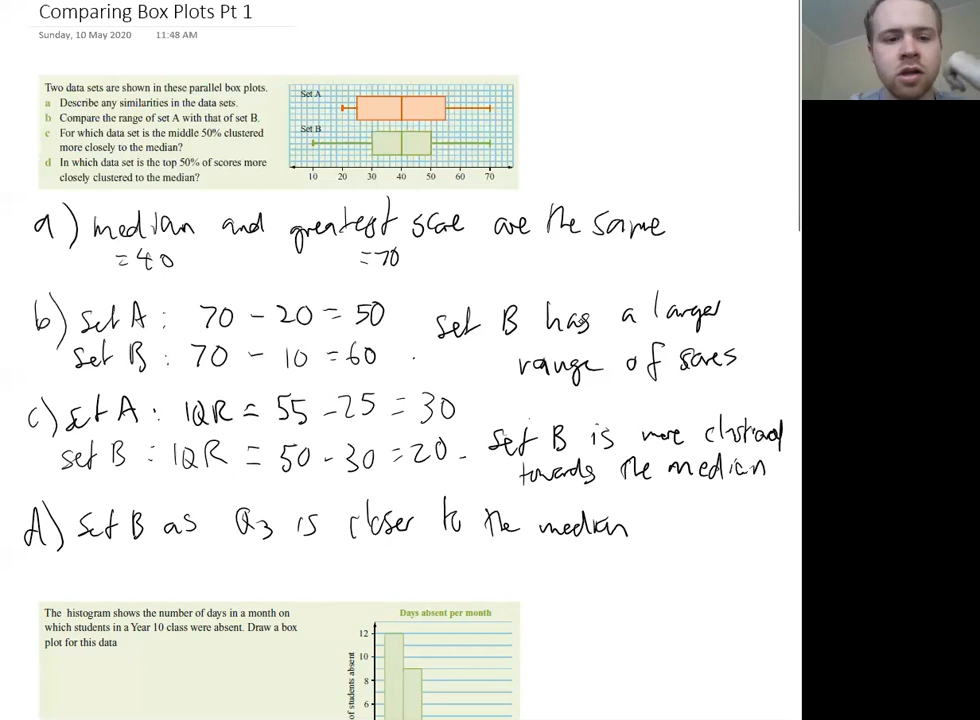 Comparing Box Plots Pt 1
Sunday, 10 May 2020 11:48 AM
Two data sets are shown in these parallel box plots.
a Describe any similarities in the data sets.
b Compare the range of set A with that of set B.
c For which data set is the middle 50% clustered
more closely to the median?
d In which data set is the top 50% of scores more
closely clustered to the median?
Set A
Set B
10 20 30 40 50 60 70
a) median and greatest score are the same
=40 =70
b) Set A : 70 - 20 = 50 set B has a larger
Set B : 70 - 10 = 60 . range of scores
c) Set A : IQR = 55 - 25 = 30
set B : IQR = 50 - 30 = 20 - set B is more clustered
towards the median
d) Set B as Q3 is closer to the median
The histogram shows the number of days in a month on
which students in a Year 10 class were absent. Draw a box
plot for this data
Days absent per month
12
10
8
6
of students absent